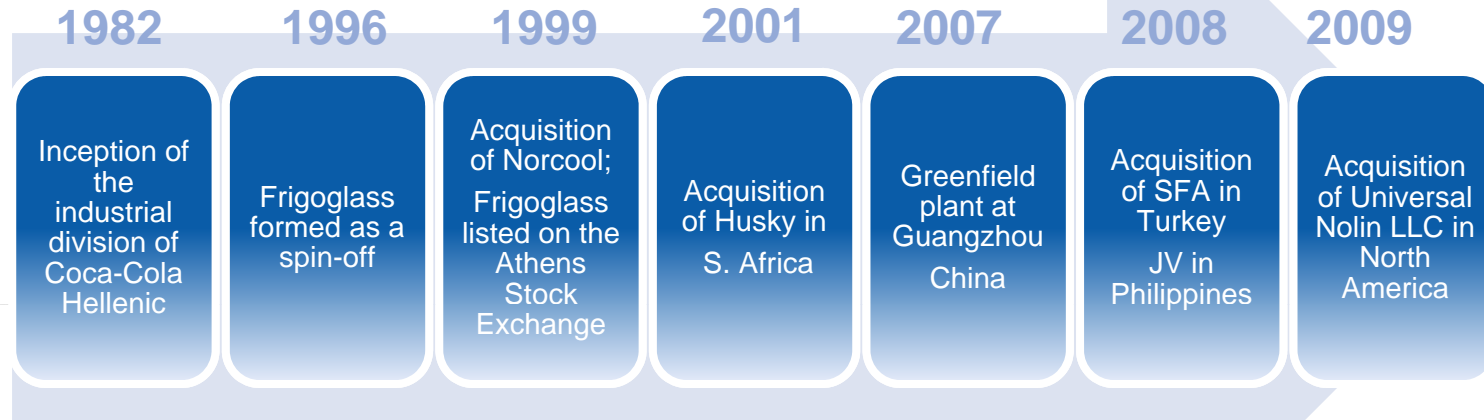 1982 1996 1999 2001 2007 2008 2009
Inception of
the
industrial
division of
Coca-Cola
Hellenic
Frigoglass
formed as a
spin-off
Acquisition
of Norcool;
Frigoglass
listed on the
Athens
Stock
Exchange
Acquisition
of Husky in
S. Africa
Greenfield
plant at
Guangzhou
China
Acquisition
of SFA in
Turkey
JV in
Philippines
Acquisition
of Universal
Nolin LLC in
North
America